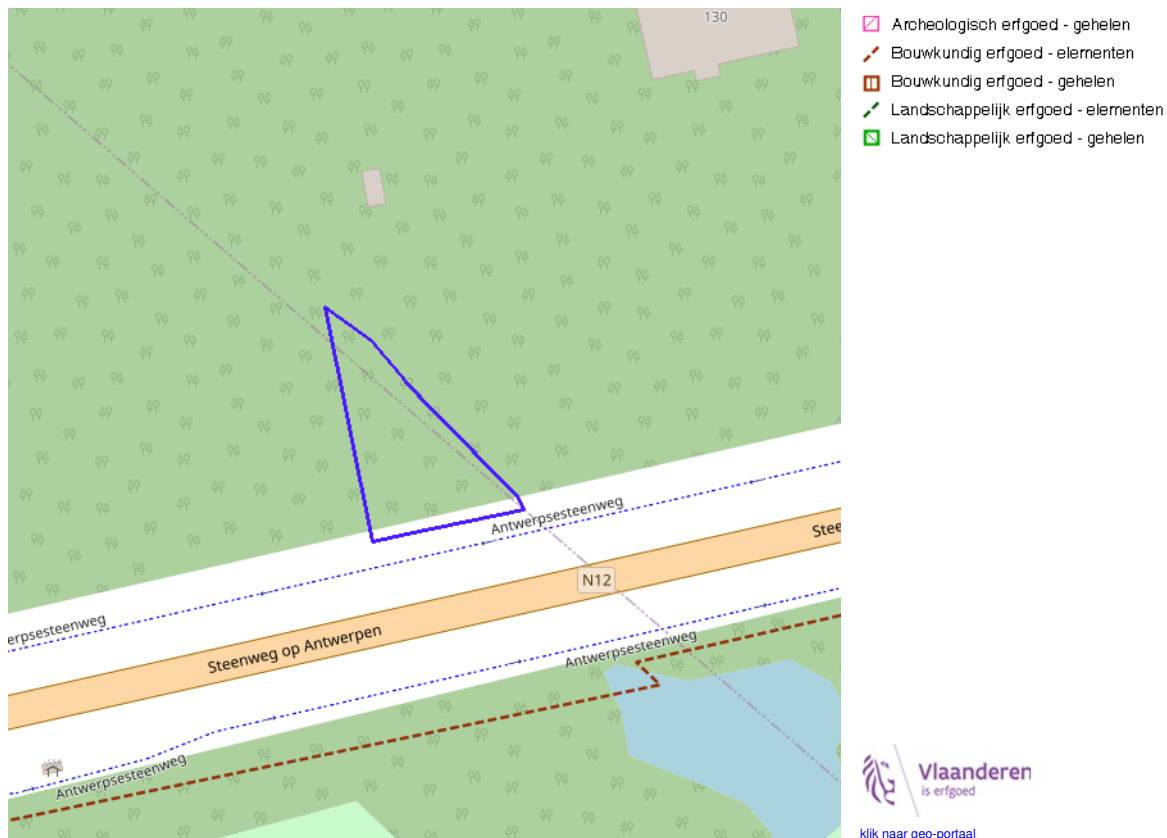 130
Archeologisch erfgoed - gehelen
Bouwkundig erfgoed - elementen
Bouwkundig erfgoed - gehelen
Landschappelijk erfgoed - elementen
Landschappelijk erfgoed - gehelen
Antwerpsesteenweg
Stee
N12
erpsesteenweg
Steenweg op Antwerpen
Antwerpsesteenweg
Antwerpsesteenweg
Vlaanderen
is erfgoed
klik naar geo-portaal